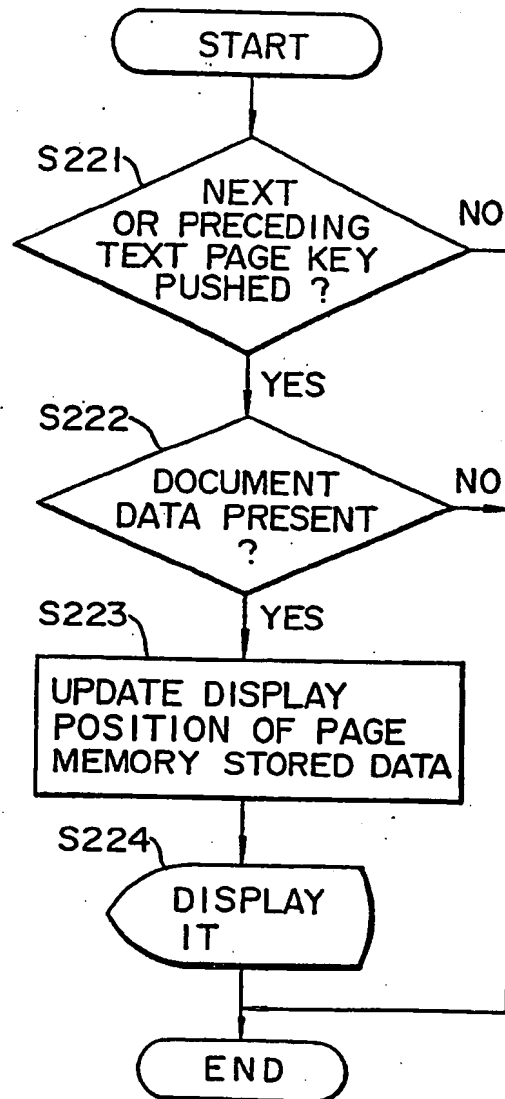 START
S221
NEXT
OR PRECEDING
TEXT PAGE KEY
PUSHED ?
NO
YES
S222
DOCUMENT
DATA PRESENT
?
NO
YES
S223
UPDATE DISPLAY
POSITION OF PAGE
MEMORY STORED DATA
S224
DISPLAY
IT
END